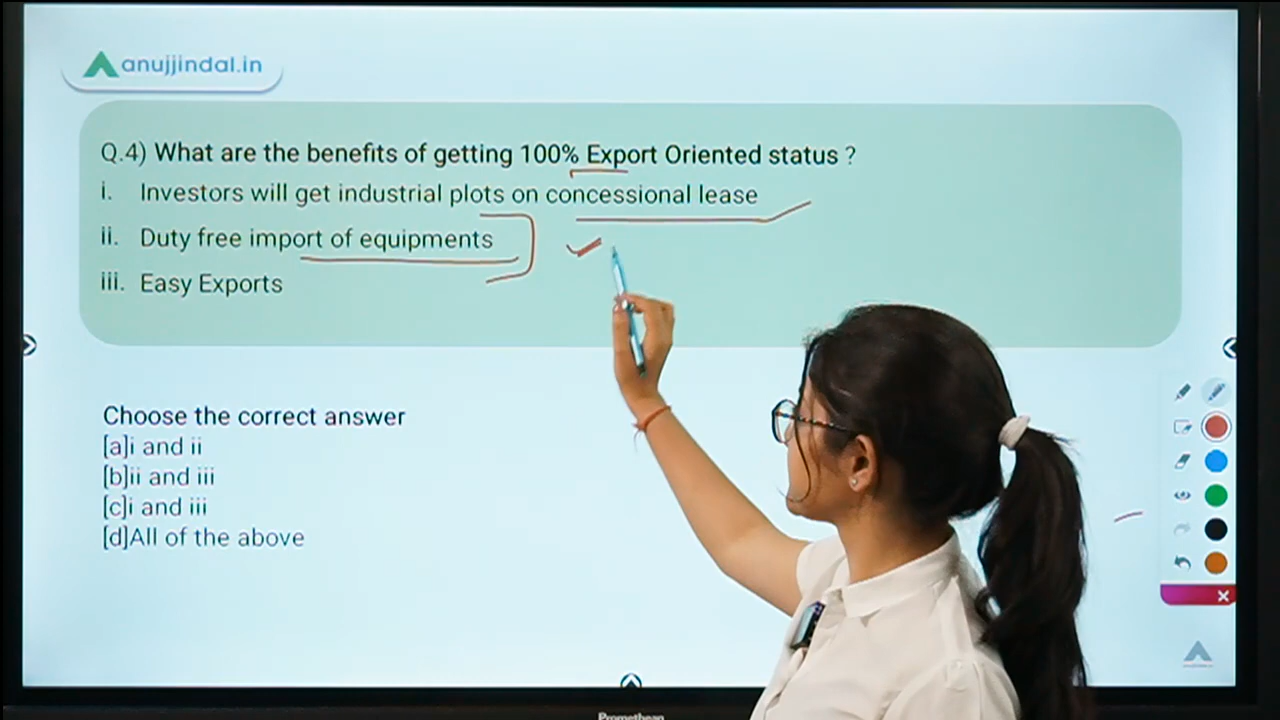 anujjindal.in
Q.4) What are the benefits of getting 100% Export Oriented status ?
i. Investors will get industrial plots on concessional lease
ii. Duty free import of equipments
iii. Easy Exports
Choose the correct answer
[a]i and ii
[b]ii and iii
[c]i and iii
[d]All of the above
Promethean